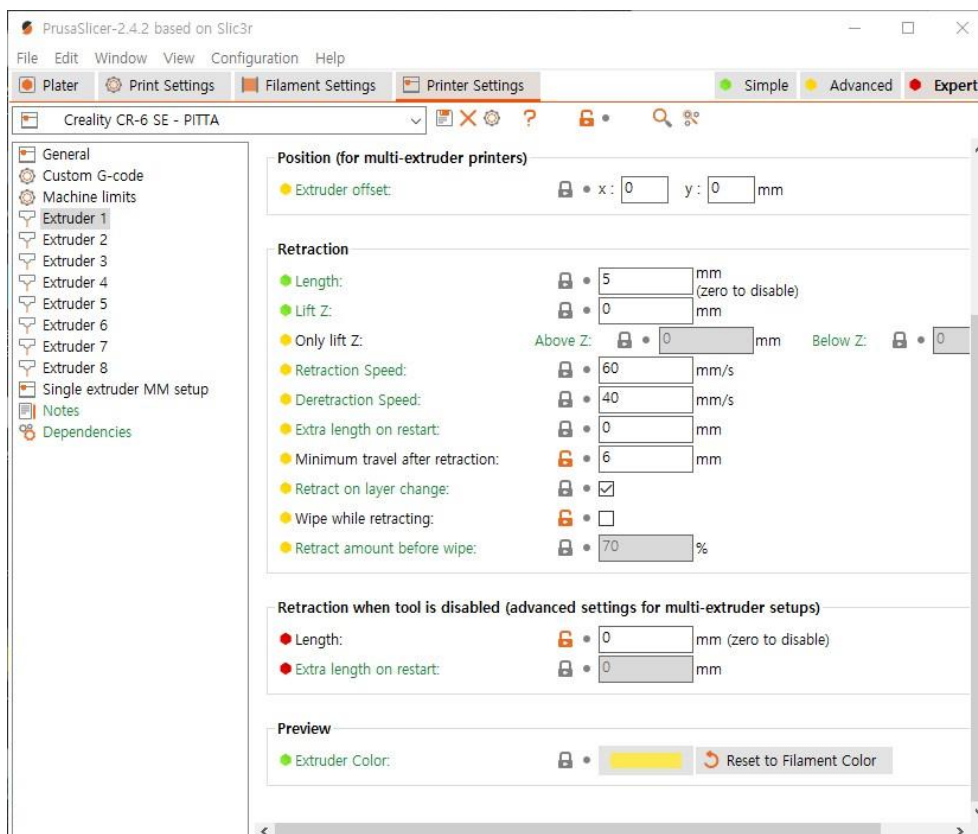 PrusaSlicer-2.4.2 based on Slic3r
File Edit Window View Configuration Help
Plater Print Settings Filament Settings Printer Settings Simple Advanced Expert
Creality CR-6 SE - PITTA
General
Custom G-code
Machine limits
Extruder 1
Extruder 2
Extruder 3
Extruder 4
Extruder 5
Extruder 6
Extruder 7
Extruder 8
Single extruder MM setup
Notes
Dependencies
Position (for multi-extruder printers)
Extruder offset: x : 0 y : 0 mm
Retraction
Length: 5 mm (zero to disable)
Lift Z: 0 mm
Only lift Z: Above Z: 0 mm Below Z: 0
Retraction Speed: 60 mm/s
Deretraction Speed: 40 mm/s
Extra length on restart: 0 mm
Minimum travel after retraction: 6 mm
Retract on layer change:
Wipe while retracting:
Retract amount before wipe: 70 %
Retraction when tool is disabled (advanced settings for multi-extruder setups)
Length: 0 mm (zero to disable)
Extra length on restart: 0 mm
Preview
Extruder Color: Reset to Filament Color